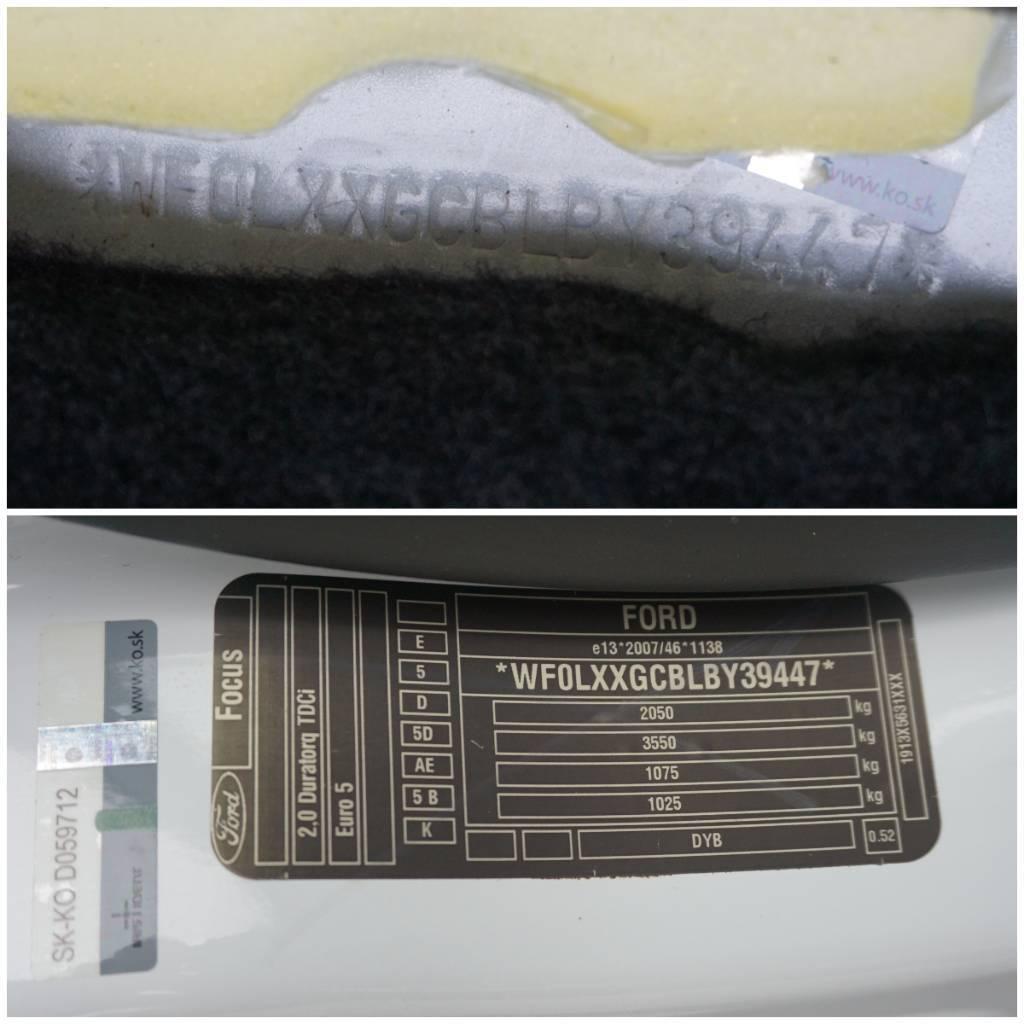 *WF0LXXGCBLBY39447*
www.ko.sk
www.ko.sk
SK-KO D059712
Focus
Ford
2,0 Duratorq TDCi
Euro 5
E
5
D
5D
AE
5 B
K
FORD
e13*2007/46*1138
*WF0LXXGCBLBY39447*
2050 kg
3550 kg
1075 kg
1025 kg
DYB
0.52
1913X5631XXX